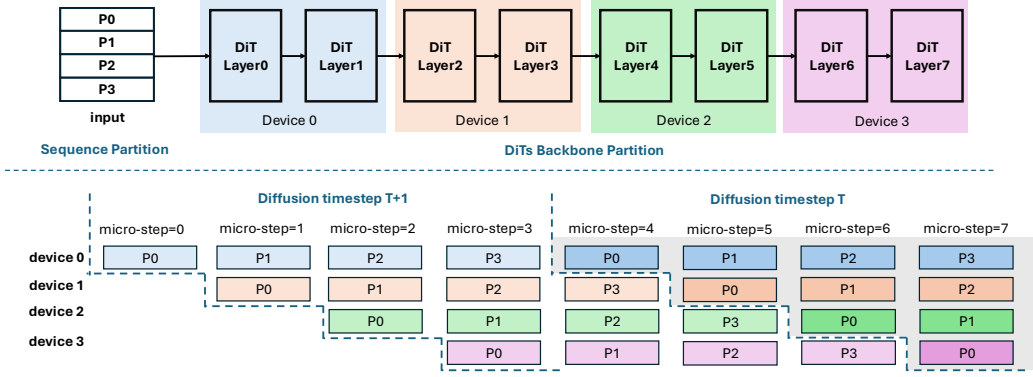 P0
P1
P2
P3
input
DiT Layer0
DiT Layer1
DiT Layer2
DiT Layer3
DiT Layer4
DiT Layer5
DiT Layer6
DiT Layer7
Device 0
Device 1
Device 2
Device 3
Sequence Partition
DiTs Backbone Partition
Diffusion timestep T+1
Diffusion timestep T
micro-step=0 micro-step=1 micro-step=2 micro-step=3 micro-step=4 micro-step=5 micro-step=6 micro-step=7
device 0 P0 P1 P2 P3 P0 P1 P2 P3
device 1 P0 P1 P2 P3 P0 P1 P2
device 2 P0 P1 P2 P3 P0 P1
device 3 P0 P1 P2 P3 P0